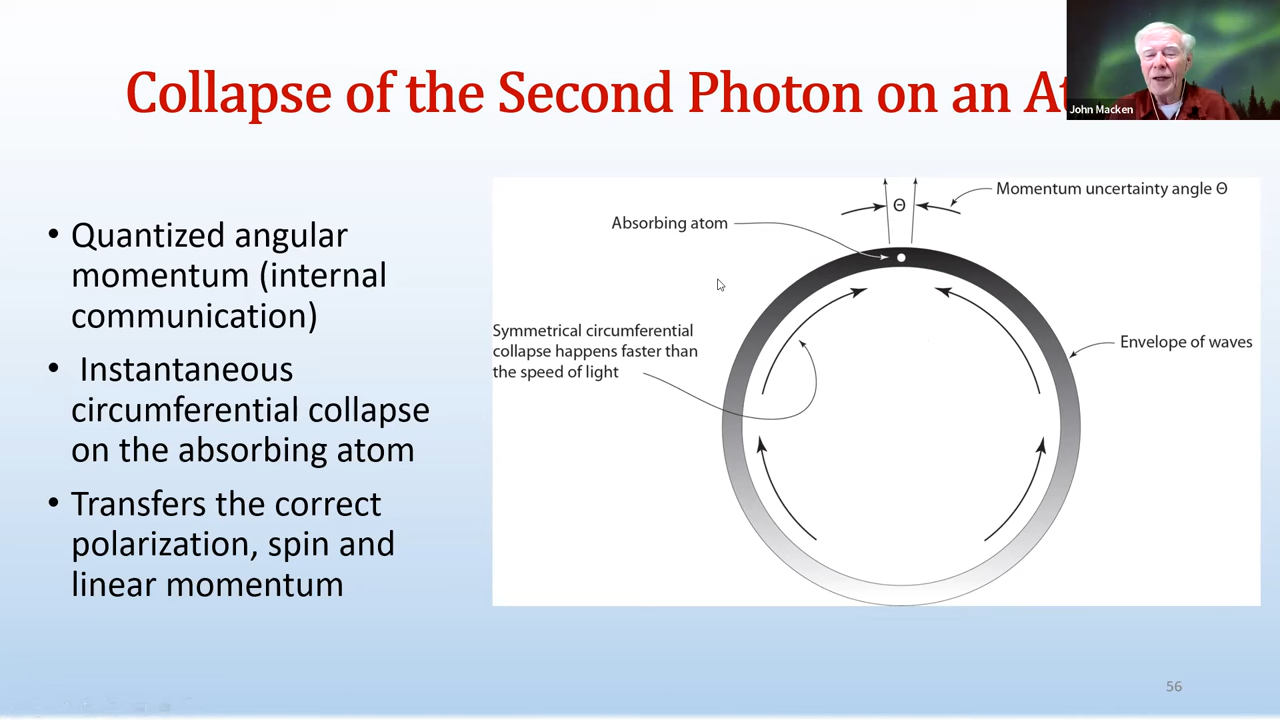 Collapse of the Second Photon on an
John Macken
• Quantized angular
momentum (internal
communication)
• Instantaneous
circumferential collapse
on the absorbing atom
• Transfers the correct
polarization, spin and
linear momentum
Momentum uncertainty angle Θ
Θ
Absorbing atom
Symmetrical circumferential
collapse happens faster than
the speed of light
Envelope of waves
56